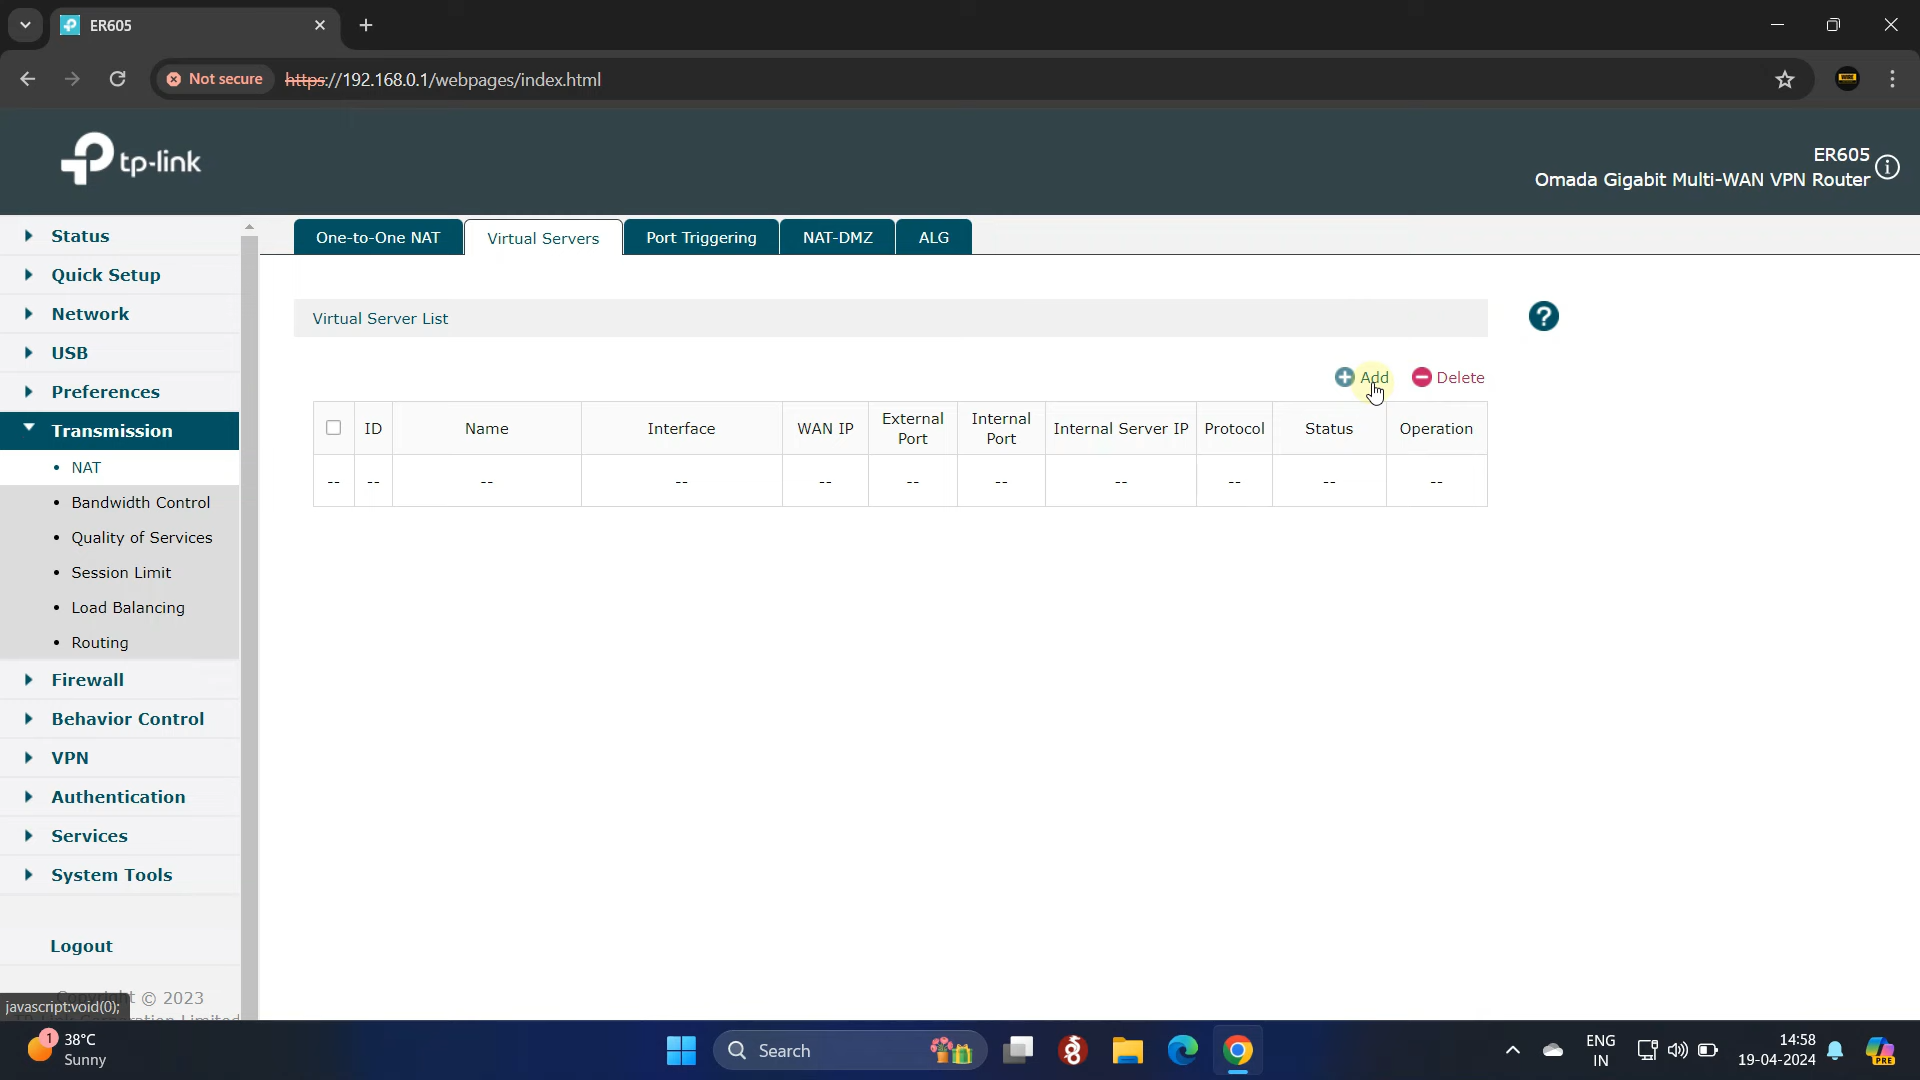 ER605
Not secure https://192.168.0.1/webpages/index.html
tp-link
ER605
Omada Gigabit Multi-WAN VPN Router
Status
Quick Setup
Network
USB
Preferences
Transmission
NAT
Bandwidth Control
Quality of Services
Session Limit
Load Balancing
Routing
Firewall
Behavior Control
VPN
Authentication
Services
System Tools
Logout
© 2023
javascript:void(0);
One-to-One NAT Virtual Servers Port Triggering NAT-DMZ ALG
Virtual Server List
Add Delete
ID Name Interface WAN IP External Port Internal Port Internal Server IP Protocol Status Operation
-- -- -- -- -- -- -- -- -- -- --
1 38°C
Sunny
Search
ENG
IN
14:58
19-04-2024
PRE